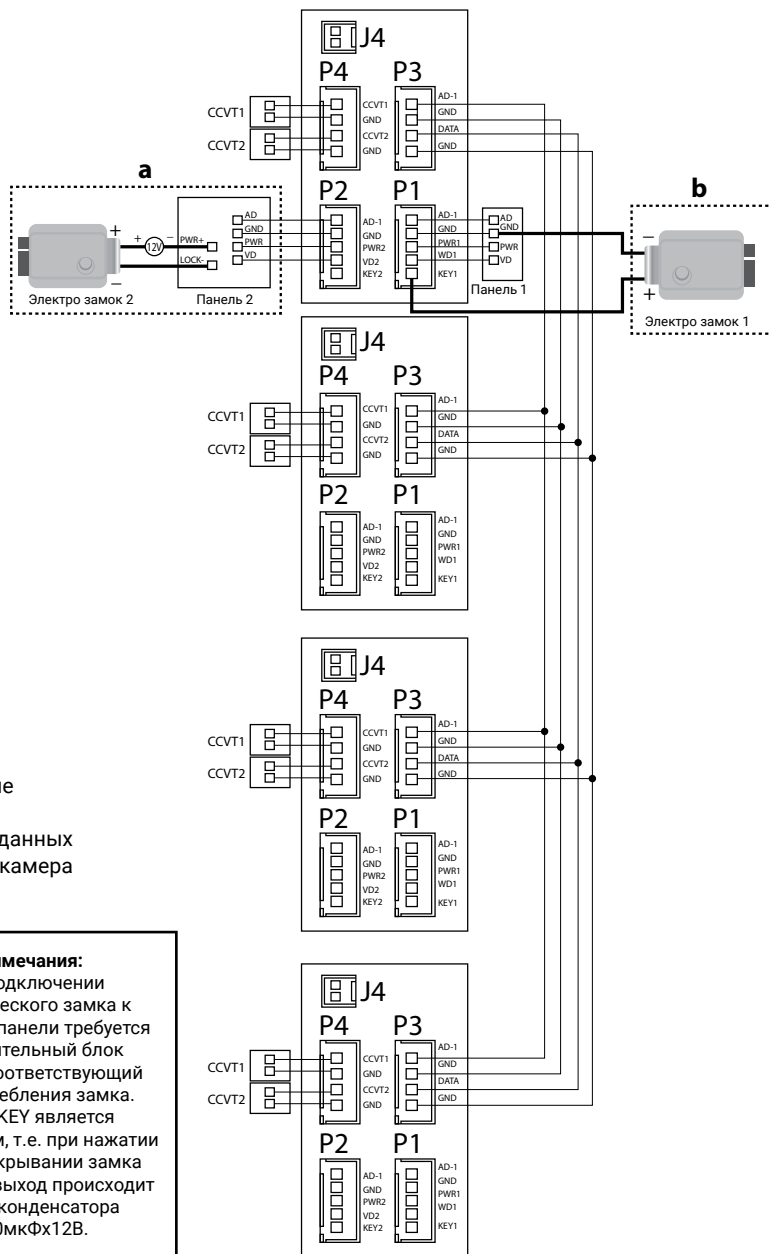 J4
P4 P3
CCVT1
CCVT2
CCVT1
GND
CCVT2
GND
AD-1
GND
DATA
GND
a
b
P2 P1
+
–
+ 12V –
PWR+
LOCK-
AD
GND
PWR
VD
Электро замок 2
Панель 2
AD-1
GND
PWR2
VD2
KEY2
AD-1
GND
PWR1
WD1
KEY1
AD
GND
PWR
VD
Панель 1
–
+
Электро замок 1
J4
P4 P3
CCVT1
CCVT2
CCVT1
GND
CCVT2
GND
AD-1
GND
DATA
GND
P2 P1
AD-1
GND
PWR2
VD2
KEY2
AD-1
GND
PWR1
WD1
KEY1
J4
P4 P3
CCVT1
CCVT2
CCVT1
GND
CCVT2
GND
AD-1
GND
DATA
GND
P2 P1
AD-1
GND
PWR2
VD2
KEY2
AD-1
GND
PWR1
WD1
KEY1
данных
камера
мечания:
одключении
еского замка к
панели требуется
ительный блок
оответствующий
ебления замка.
KEY является
м, т.е. при нажатии
крывании замка
выход происходит
конденсатора
0мкФх12В.
J4
P4 P3
CCVT1
CCVT2
CCVT1
GND
CCVT2
GND
AD-1
GND
DATA
GND
P2 P1
AD-1
GND
PWR2
VD2
KEY2
AD-1
GND
PWR1
WD1
KEY1